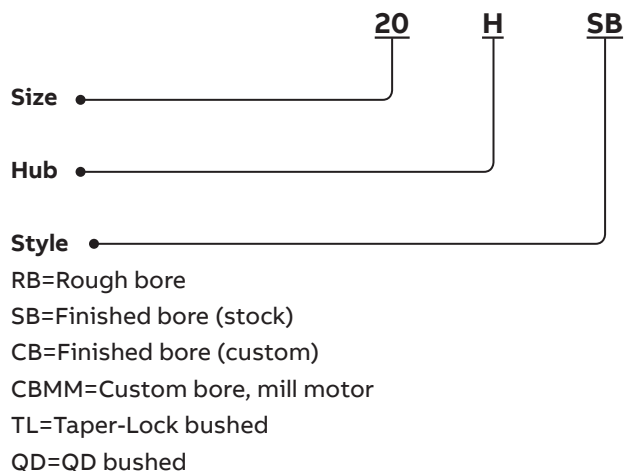 20 H SB
Size
Hub
Style
RB=Rough bore
SB=Finished bore (stock)
CB=Finished bore (custom)
CBMM=Custom bore, mill motor
TL=Taper-Lock bushed
QD=QD bushed